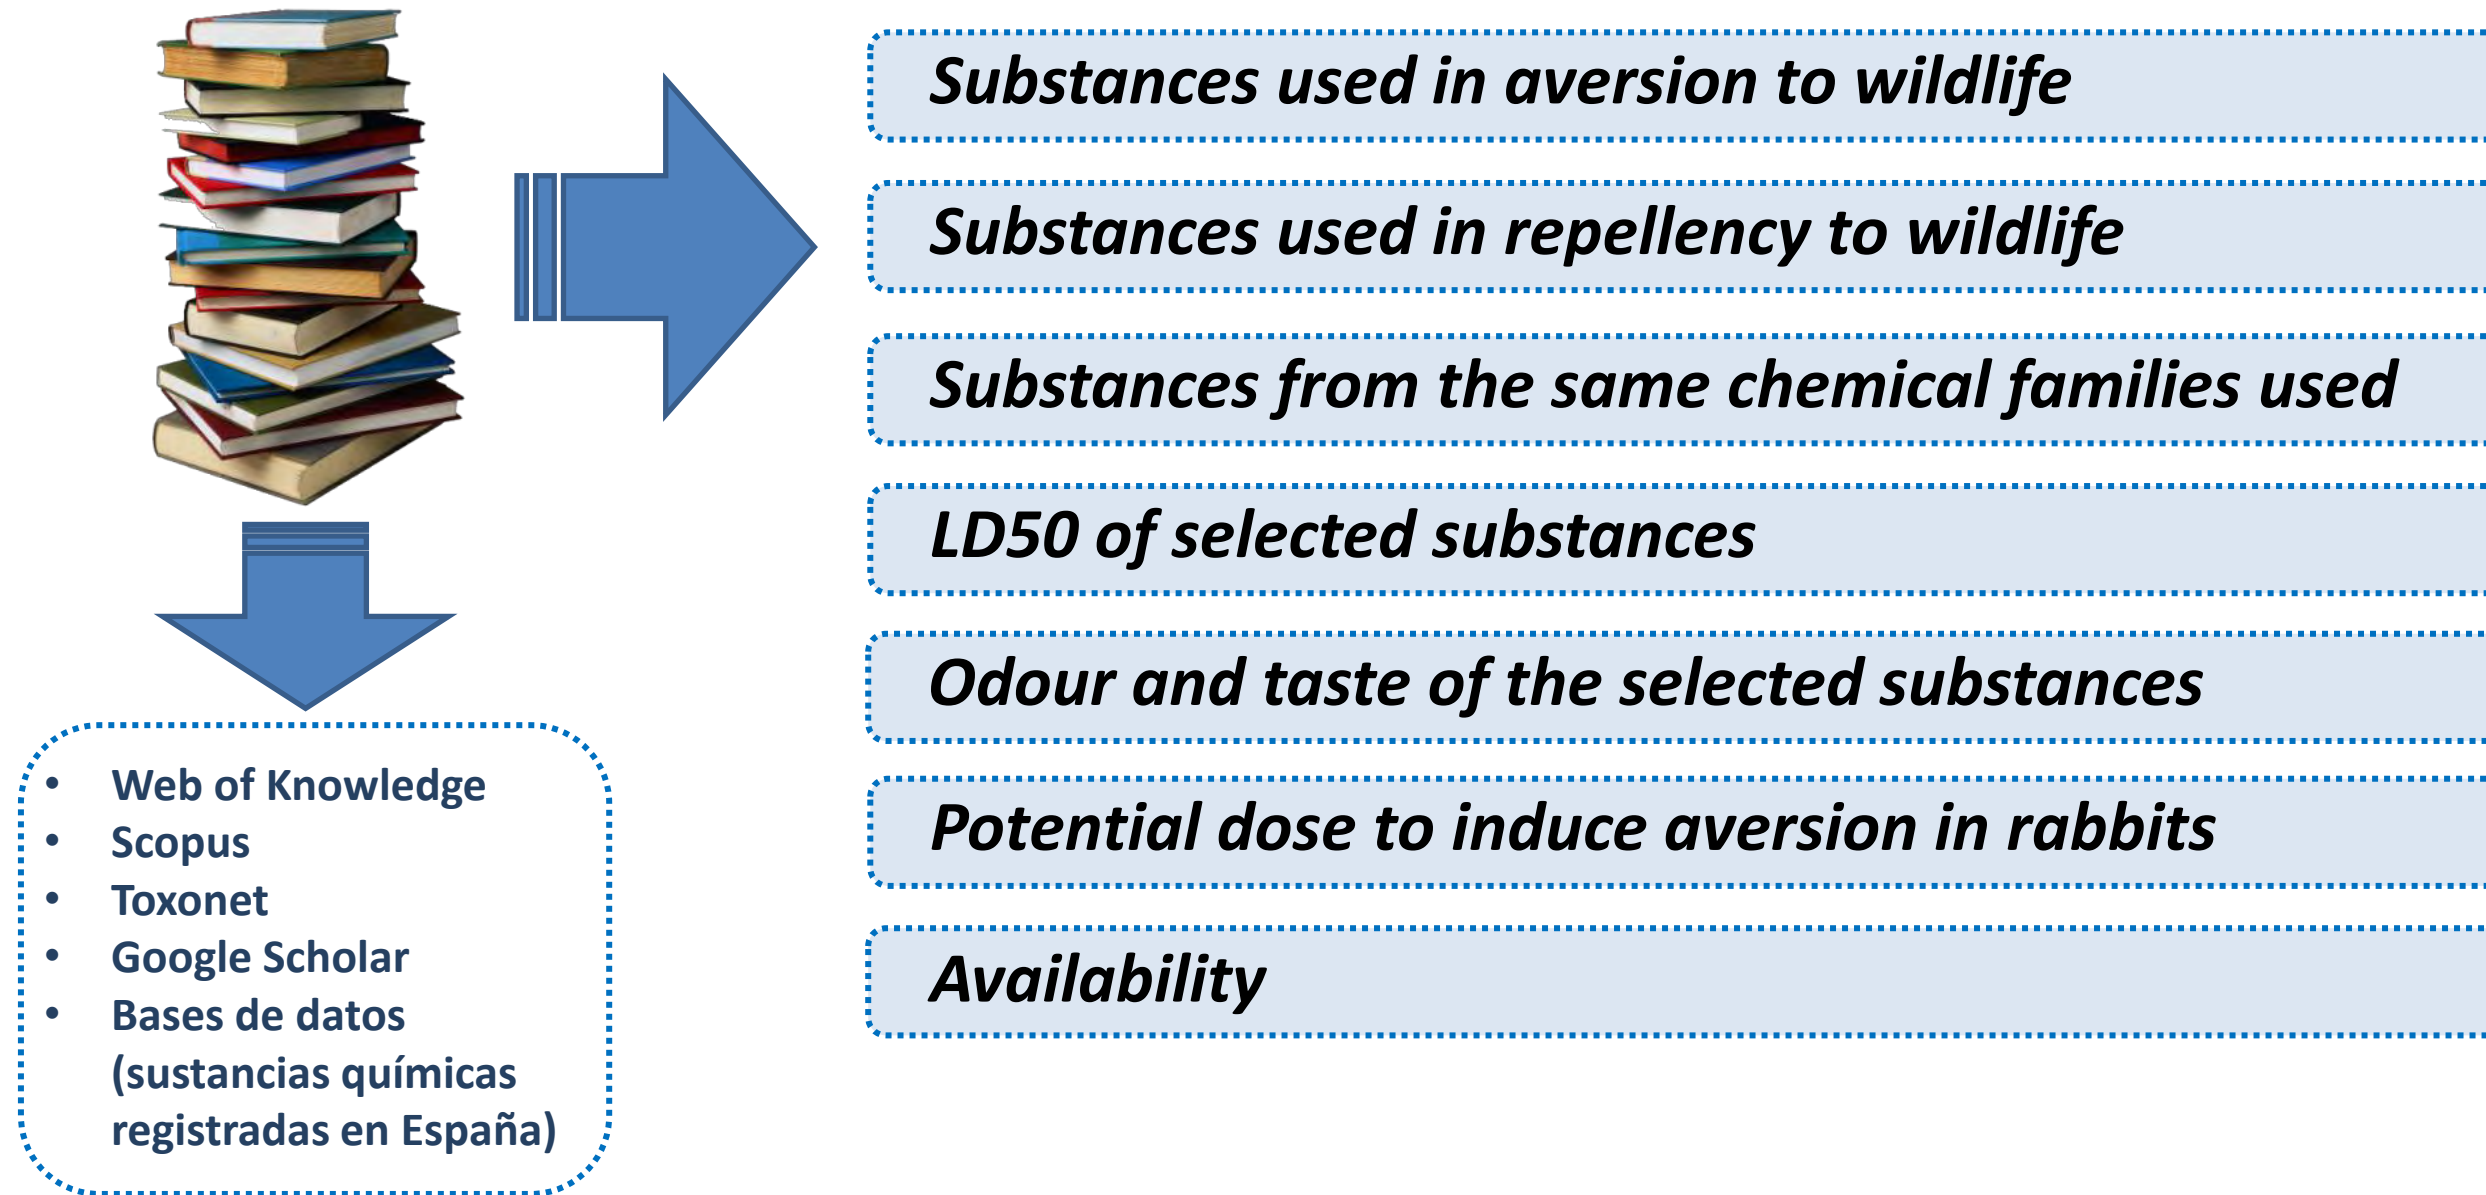 Substances used in aversion to wildlife
Substances used in repellency to wildlife
Substances from the same chemical families used
LD50 of selected substances
Odour and taste of the selected substances
Potential dose to induce aversion in rabbits
Availability
• Web of Knowledge
• Scopus
• Toxonet
• Google Scholar
• Bases de datos
(sustancias químicas
registradas en España)